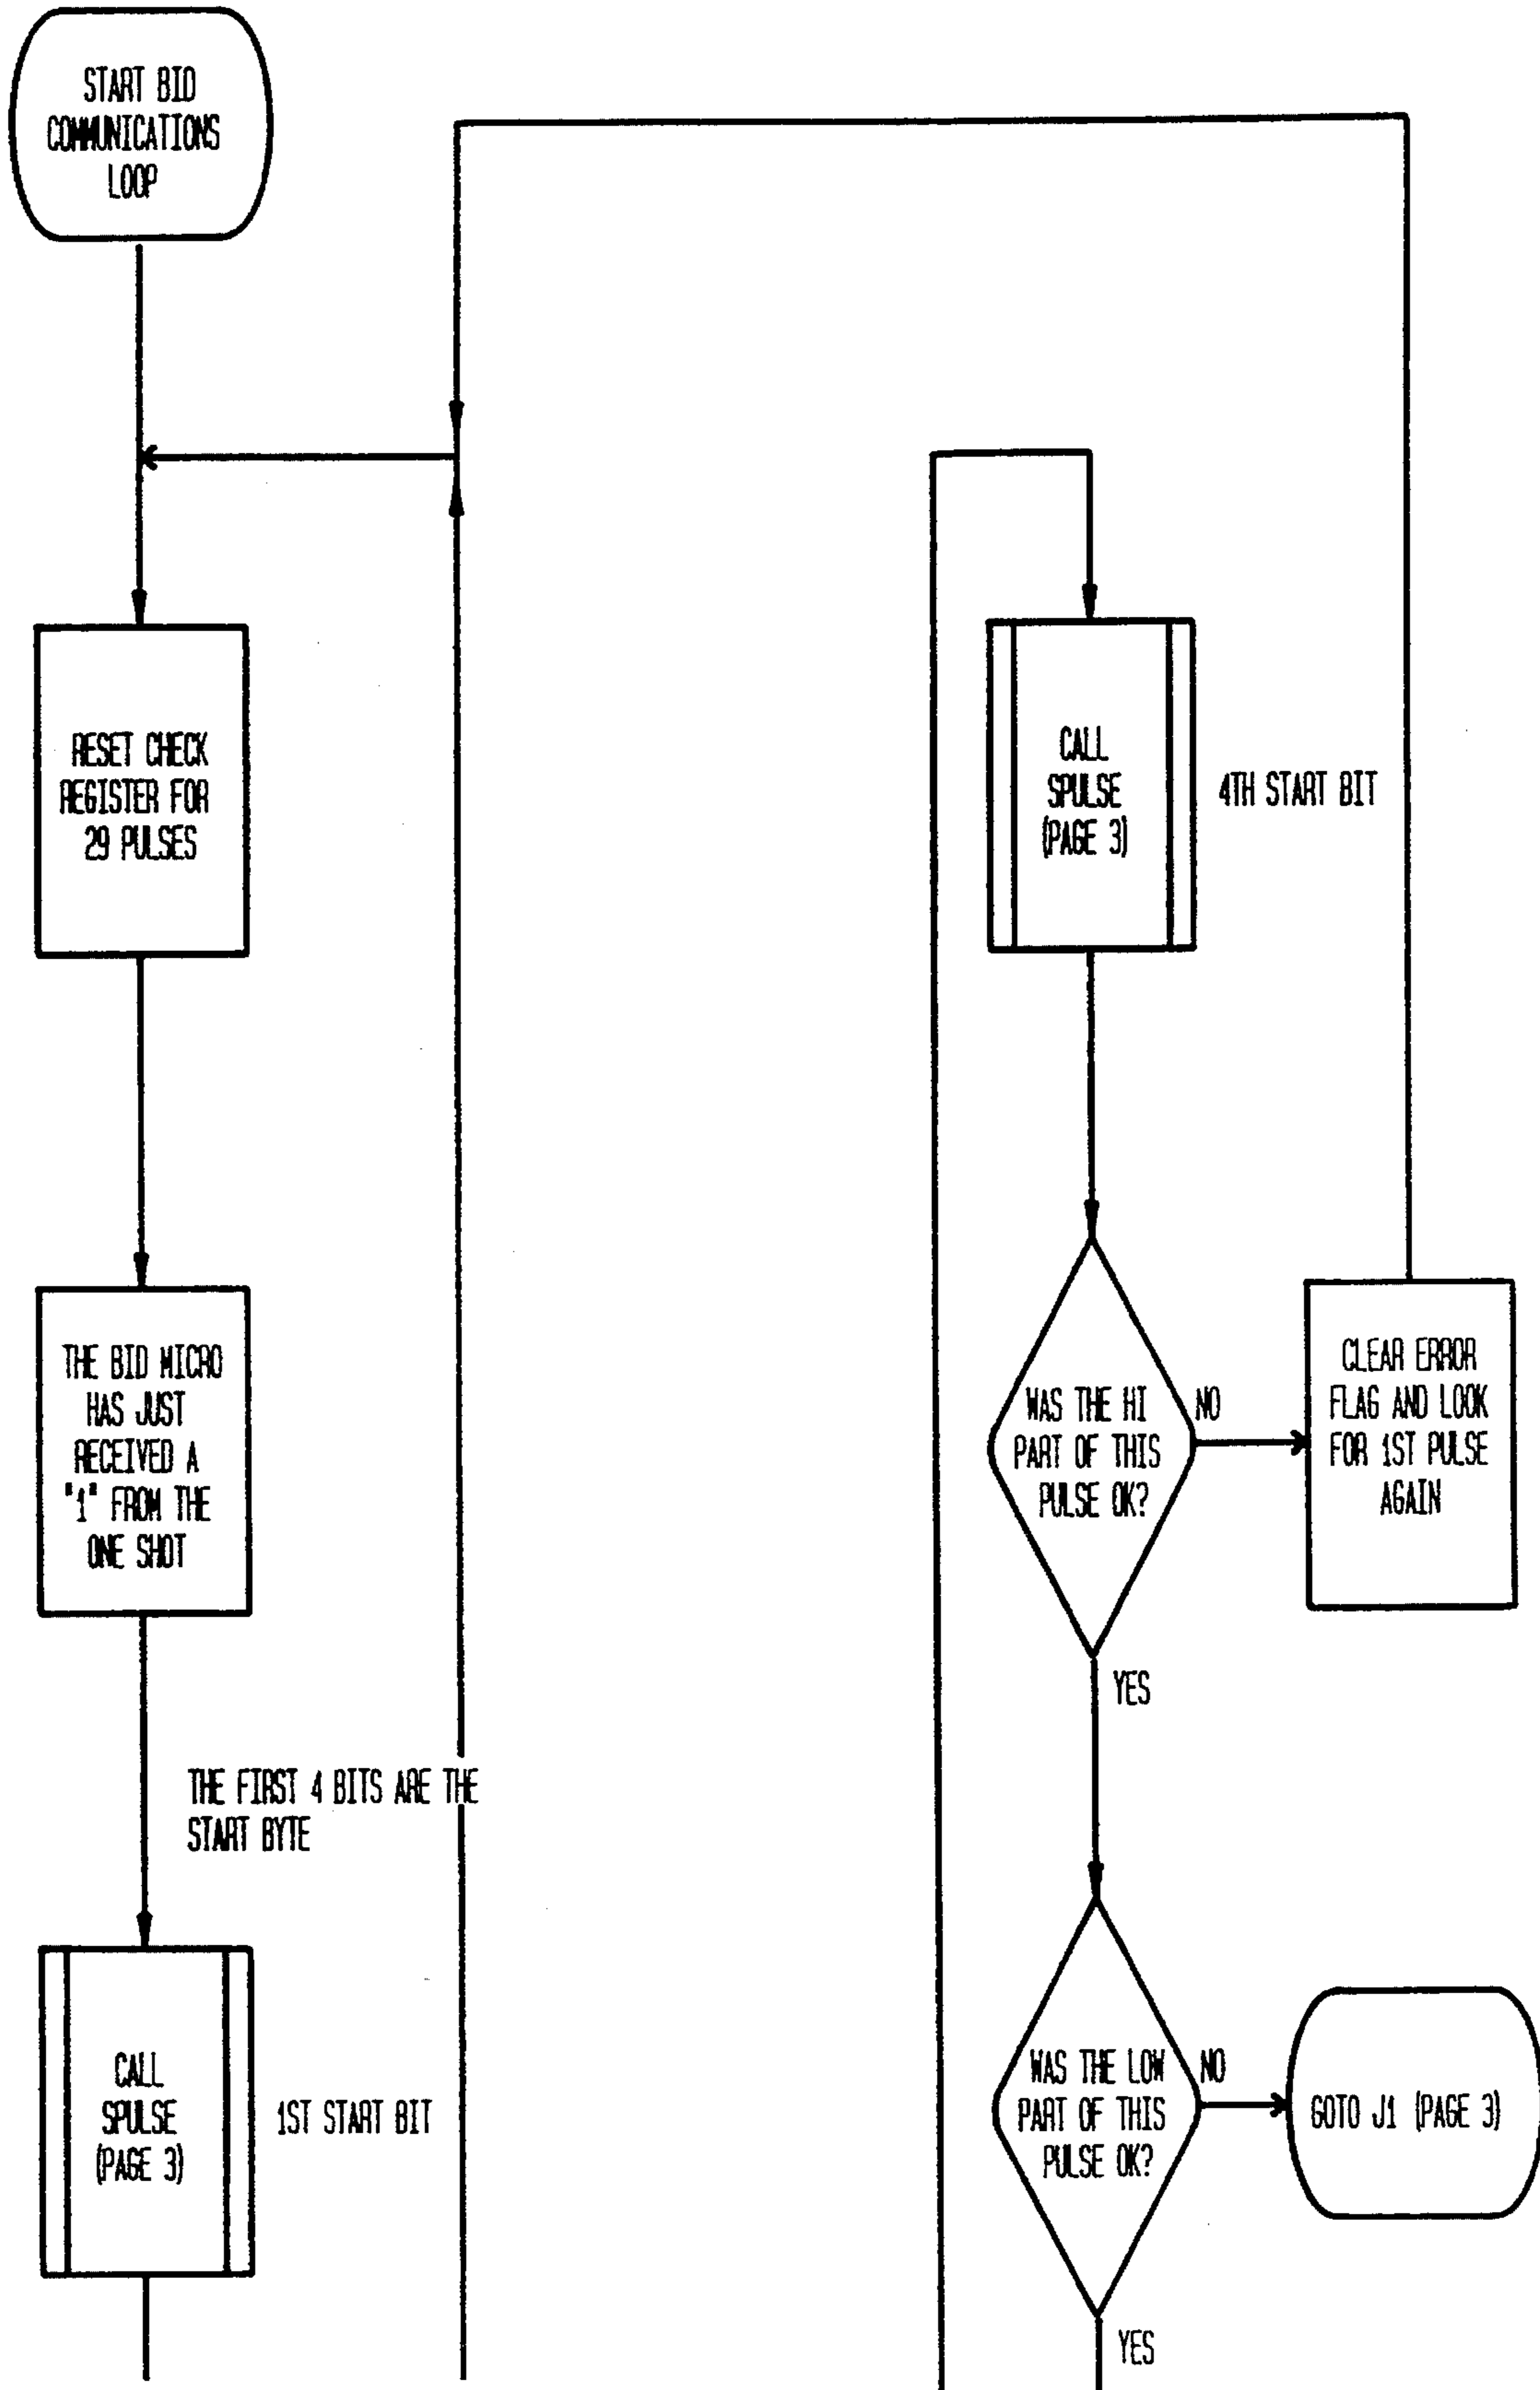 START BID
COMMUNICATIONS
LOOP
RESET CHECK
REGISTER FOR
29 PULSES
THE BID MICRO
HAS JUST
RECEIVED A
"1" FROM THE
ONE SHOT
THE FIRST 4 BITS ARE THE
START BYTE
CALL
SPULSE
(PAGE 3)
1ST START BIT
CALL
SPULSE
(PAGE 3)
4TH START BIT
WAS THE HI
PART OF THIS
PULSE OK?
NO
CLEAR ERROR
FLAG AND LOOK
FOR 1ST PULSE
AGAIN
YES
WAS THE LOW
PART OF THIS
PULSE OK?
NO
GOTO J1 (PAGE 3)
YES